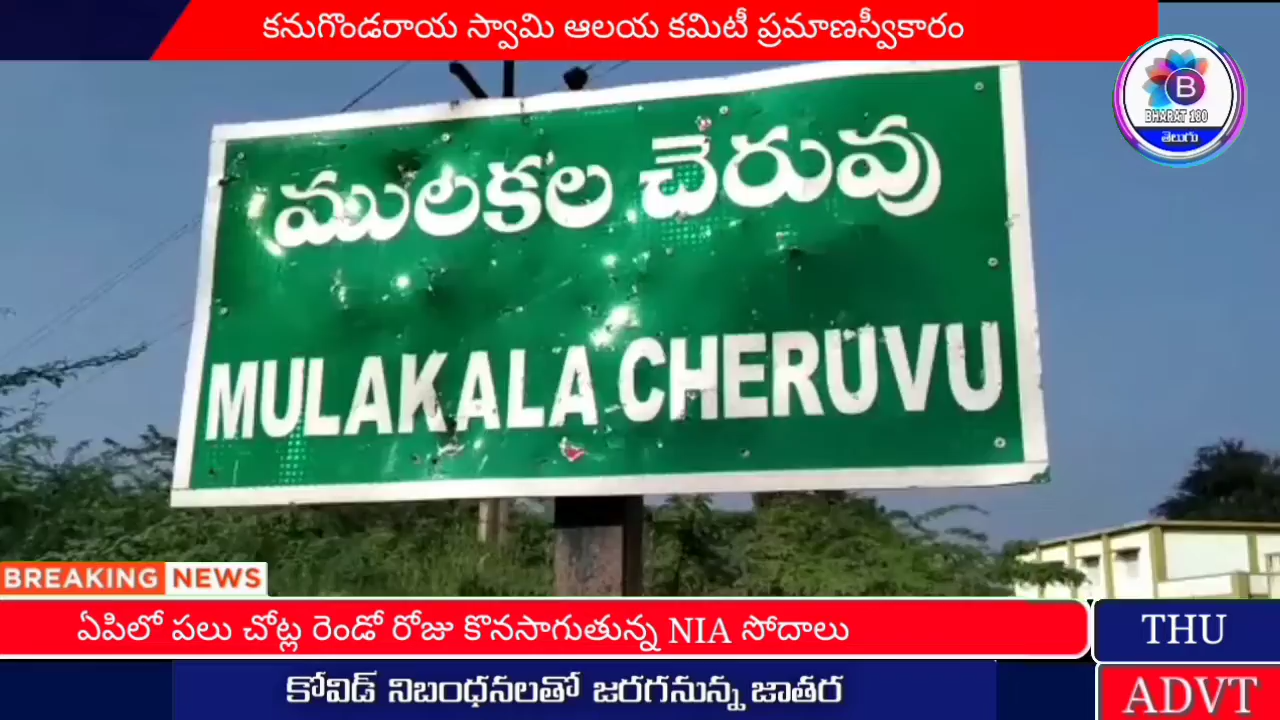 కనుగొండరాయ స్వామి ఆలయ కమిటీ ప్రమాణస్వీకారం
B
BHARAT 180
తెలుగు
ములకల చెరువు
MULAKALA CHERUVU
BREAKING NEWS
ఏపిలో పలు చోట్ల రెండో రోజు కొనసాగుతున్న NIA సోదాలు
THU
కోవిడ్ నిబంధనలతో జరగనున్న జాతర
ADVT